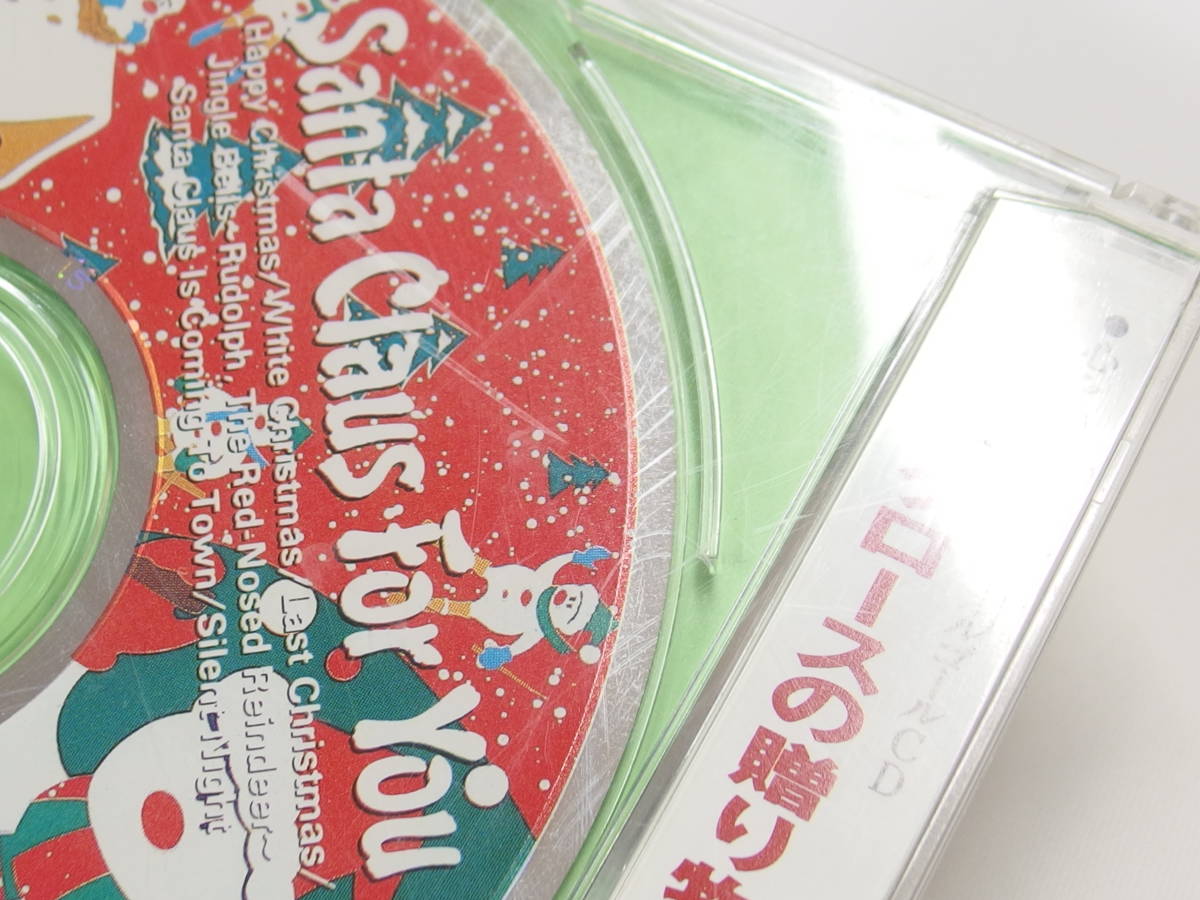 Santa Claus For You
Happy Christmas/White Christmas/Last Christmas/
Jingle Bells~Rudolph, The Red-Nosed Reindeer~
Santa Claus Is Coming To Town/Silent Night
ロースの贈り物
CD